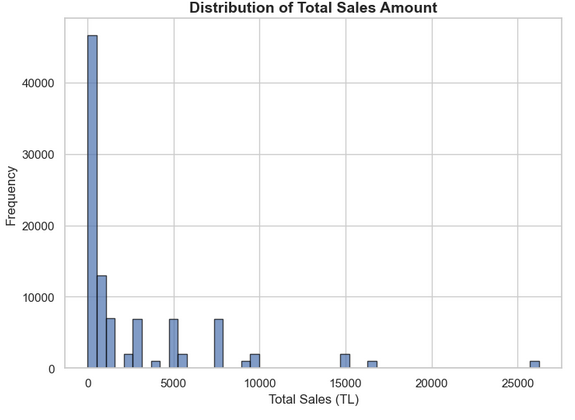 Distribution of Total Sales Amount
40000
30000
20000
10000
0
Frequency
0 5000 10000 15000 20000 25000
Total Sales (TL)